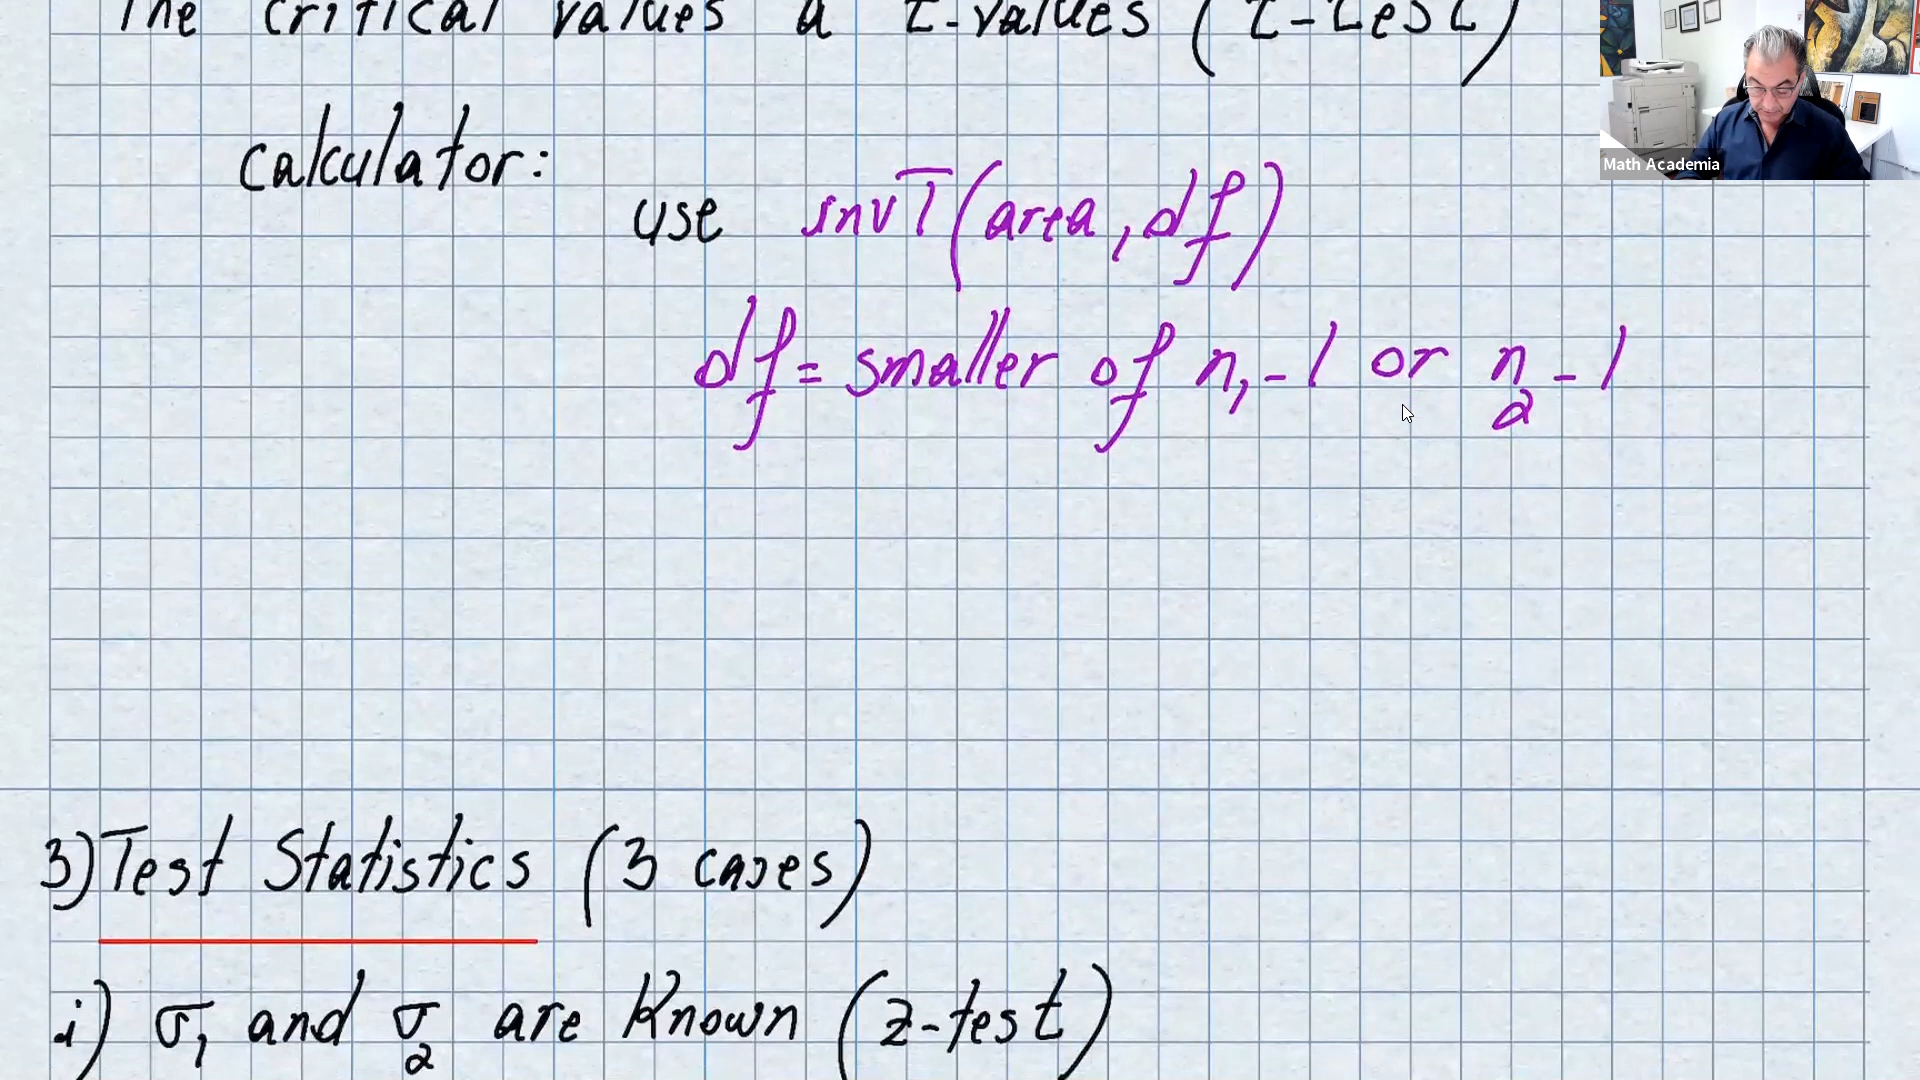 The critical values a t-values (t-test)
Math Academia
calculator:
use invT(area, df)
df = smaller of n₁-1 or n₂-1
3) Test Statistics (3 cases)
i) σ₁ and σ₂ are known (z-test)